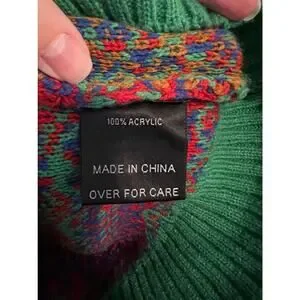 100% ACRYLIC
MADE IN CHINA
OVER FOR CARE